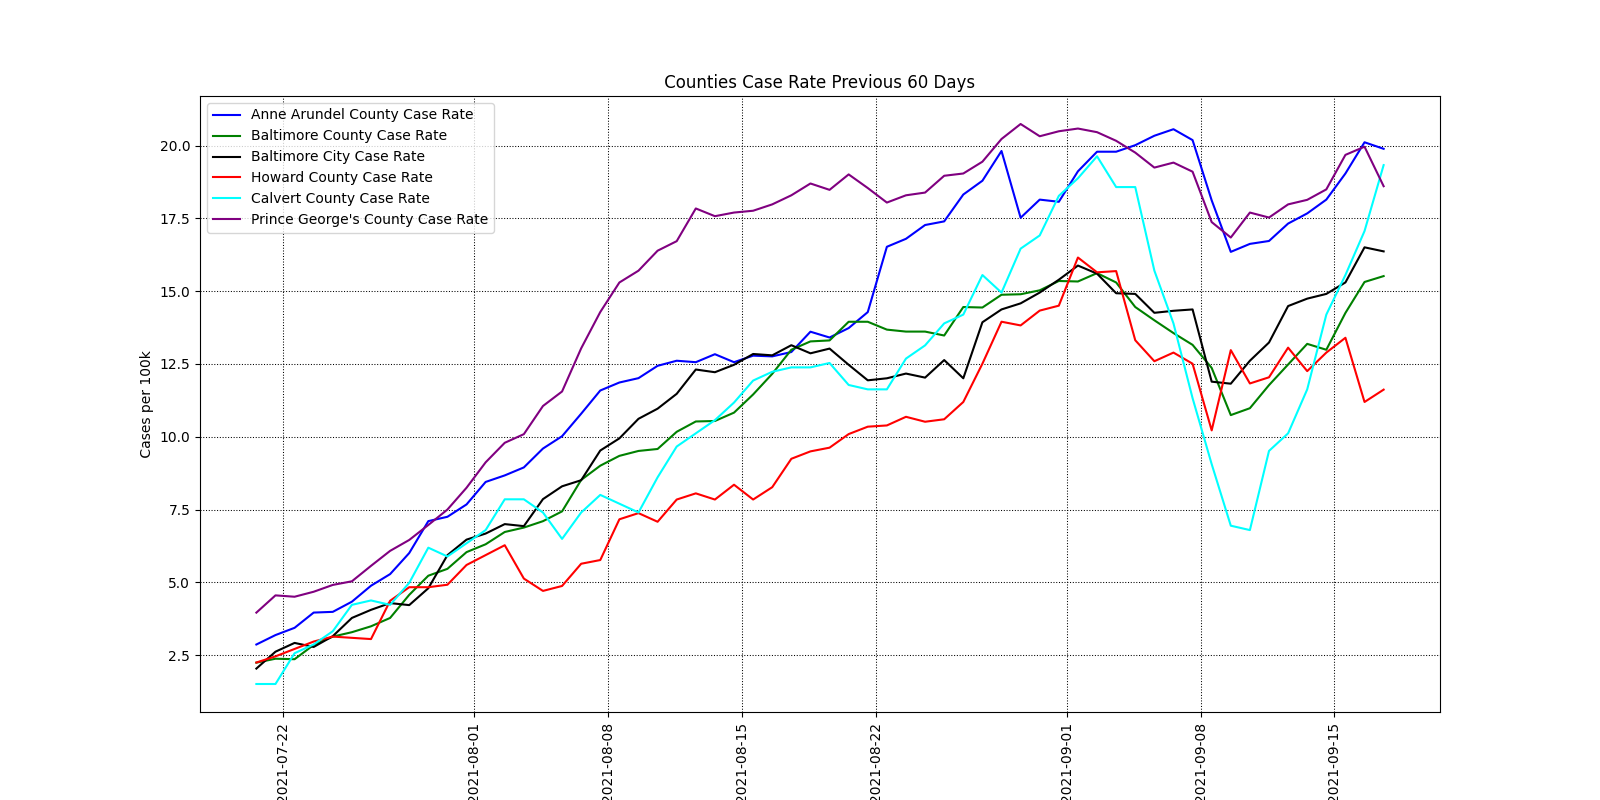 Counties Case Rate Previous 60 Days
Anne Arundel County Case Rate
Baltimore County Case Rate
Baltimore City Case Rate
Howard County Case Rate
Calvert County Case Rate
Prince George's County Case Rate
Cases per 100k
20.0
17.5
15.0
12.5
10.0
7.5
5.0
2.5
2021-07-22
2021-08-01
2021-08-08
2021-08-15
2021-08-22
2021-09-01
2021-09-08
2021-09-15